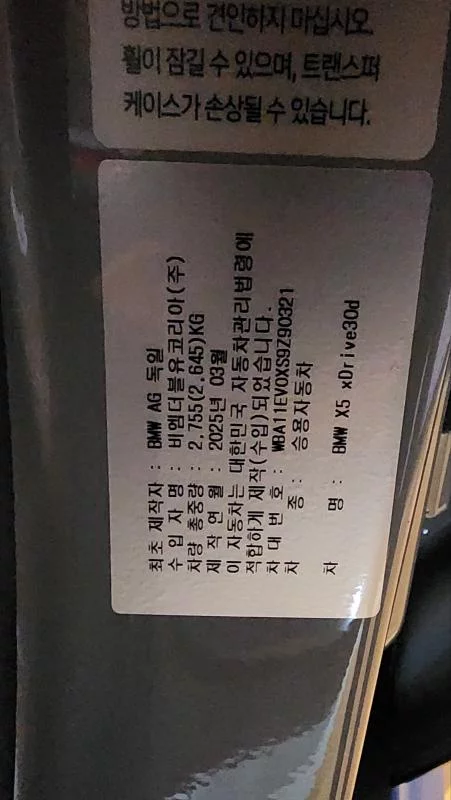 방법으로 견인하지 마십시오.
휠이 잠길 수 있으며, 트랜스퍼
케이스가 손상될 수 있습니다.
최초 제작자 : BMW AG 독일
수 입 자 명 : 비엠더블유코리아(주)
차량 총중량 : 2,755(2,645)KG
제 작 연 월 : 2025년 03월
이 자동차는 대한민국 자동차관리법령에
적합하게 제작(수입)되었습니다.
차 대 번 호 : WBA11EV0XS9Z90321
차 종 : 승용자동차
차 명 : BMW X5 xDrive30d